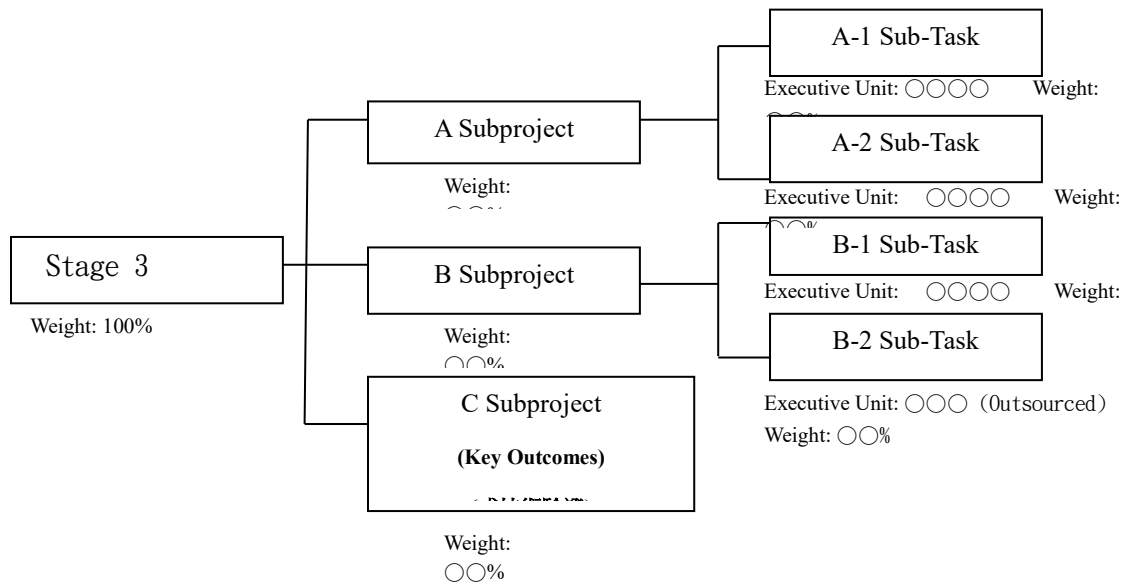 A-1 Sub-Task
Executive Unit: ○○○○ Weight:
A Subproject
Weight:
A-2 Sub-Task
Executive Unit: ○○○○ Weight:
Stage 3
Weight: 100%
B Subproject
Weight:
○○%
B-1 Sub-Task
Executive Unit: ○○○○ Weight:
B-2 Sub-Task
Executive Unit: ○○○ (Outsourced)
Weight: ○○%
C Subproject
(Key Outcomes)
Weight:
○○%